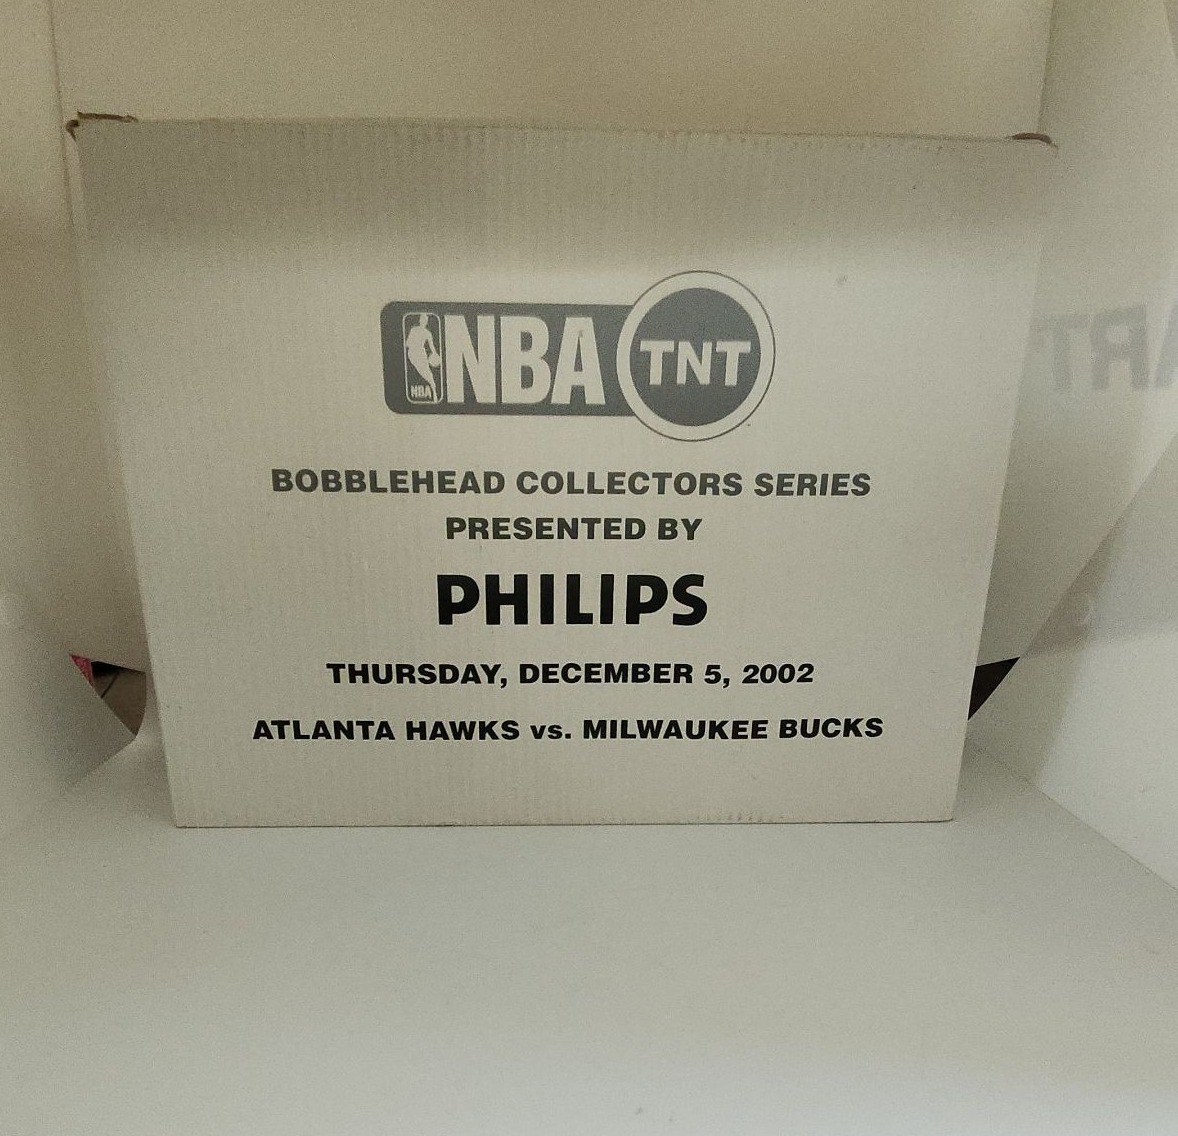 NBA
NBA
TNT
BOBBLEHEAD COLLECTORS SERIES
PRESENTED BY
PHILIPS
THURSDAY, DECEMBER 5, 2002
ATLANTA HAWKS vs. MILWAUKEE BUCKS